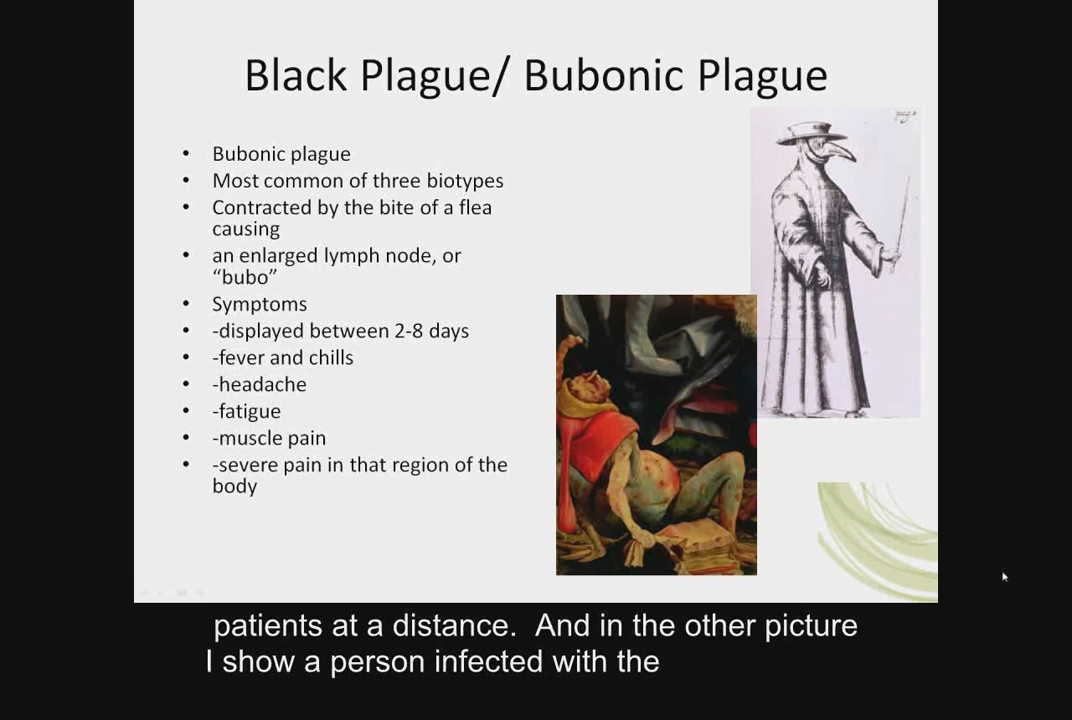 Black Plague/ Bubonic Plague
• Bubonic plague
• Most common of three biotypes
• Contracted by the bite of a flea
causing
• an enlarged lymph node, or
“bubo”
• Symptoms
• -displayed between 2-8 days
• -fever and chills
• -headache
• -fatigue
• -muscle pain
• -severe pain in that region of the
body
patients at a distance.  And in the other picture
I show a person infected with the